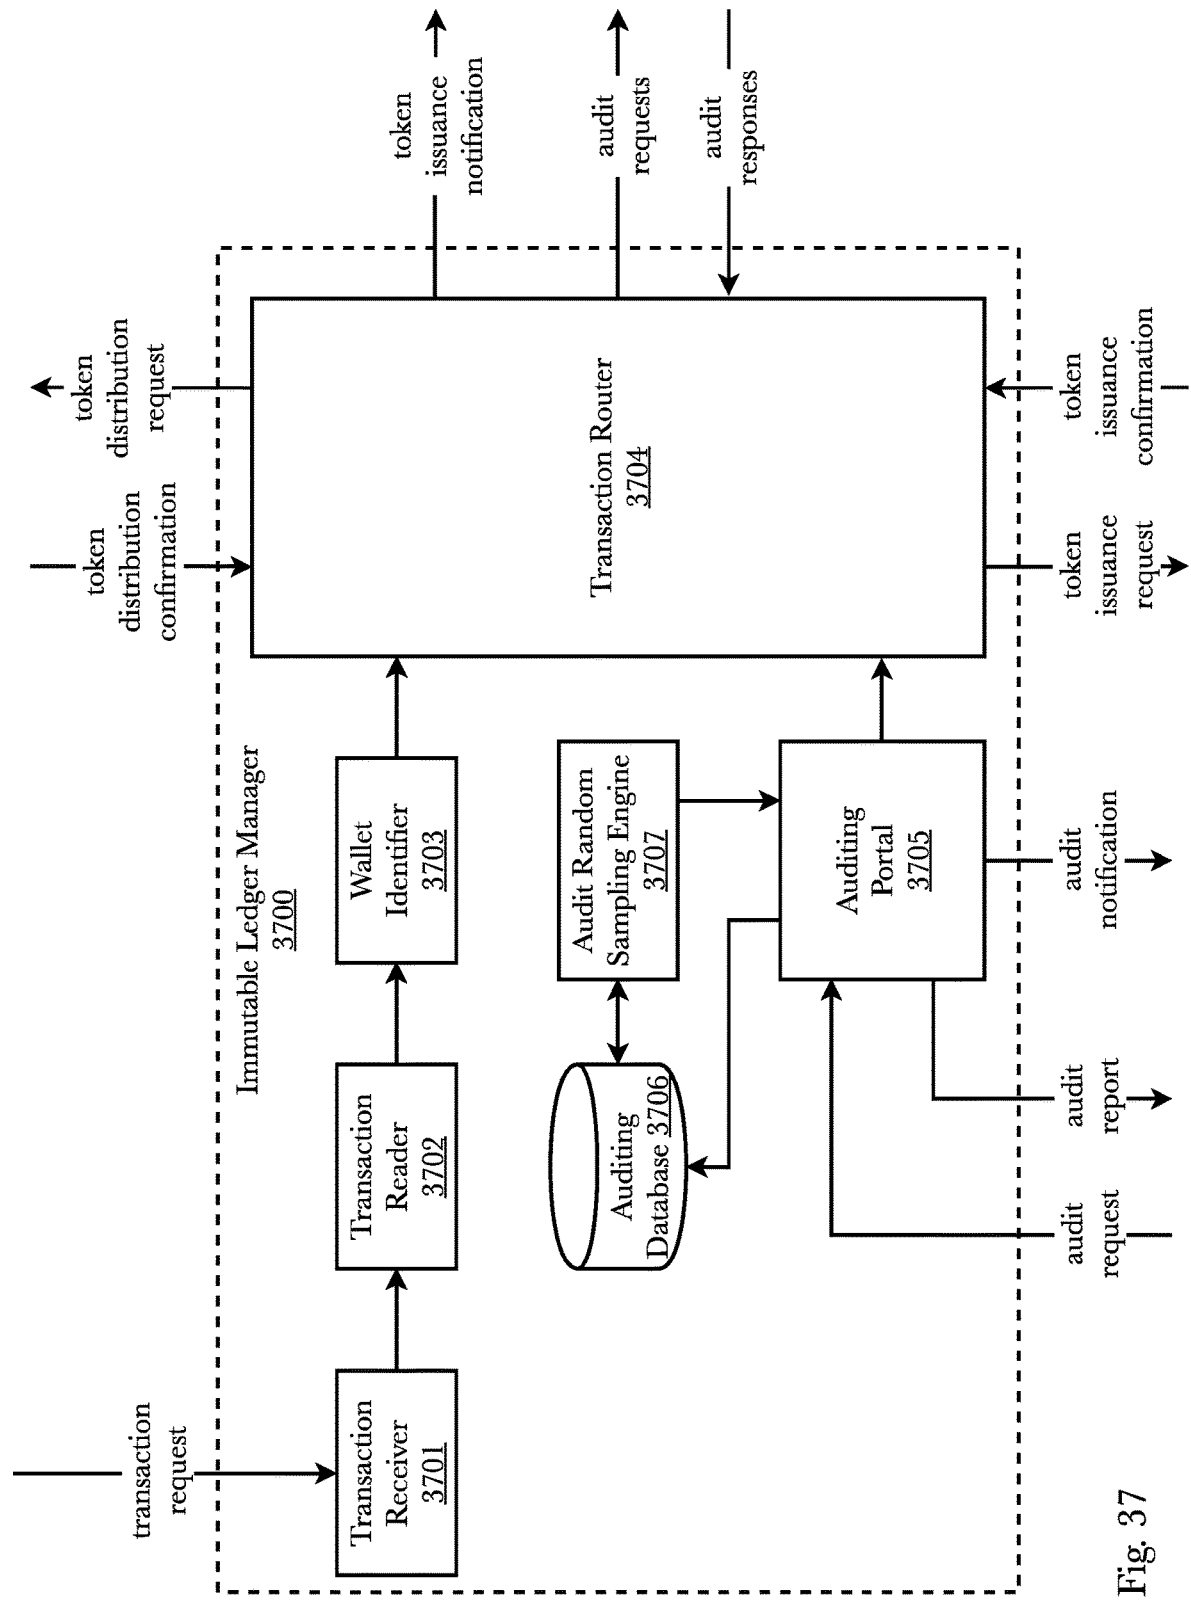 transaction
request
token
distribution
confirmation
token
distribution
request
Immutable Ledger Manager
3700
Transaction
Receiver
3701
Transaction
Reader
3702
Wallet
Identifier
3703
Transaction Router
3704
token
issuance
notification
audit
requests
audit
responses
Auditing
Database 3706
Audit Random
Sampling Engine
3707
Auditing
Portal
3705
audit
request
audit
report
audit
notification
token
issuance
request
token
issuance
confirmation
Fig. 37